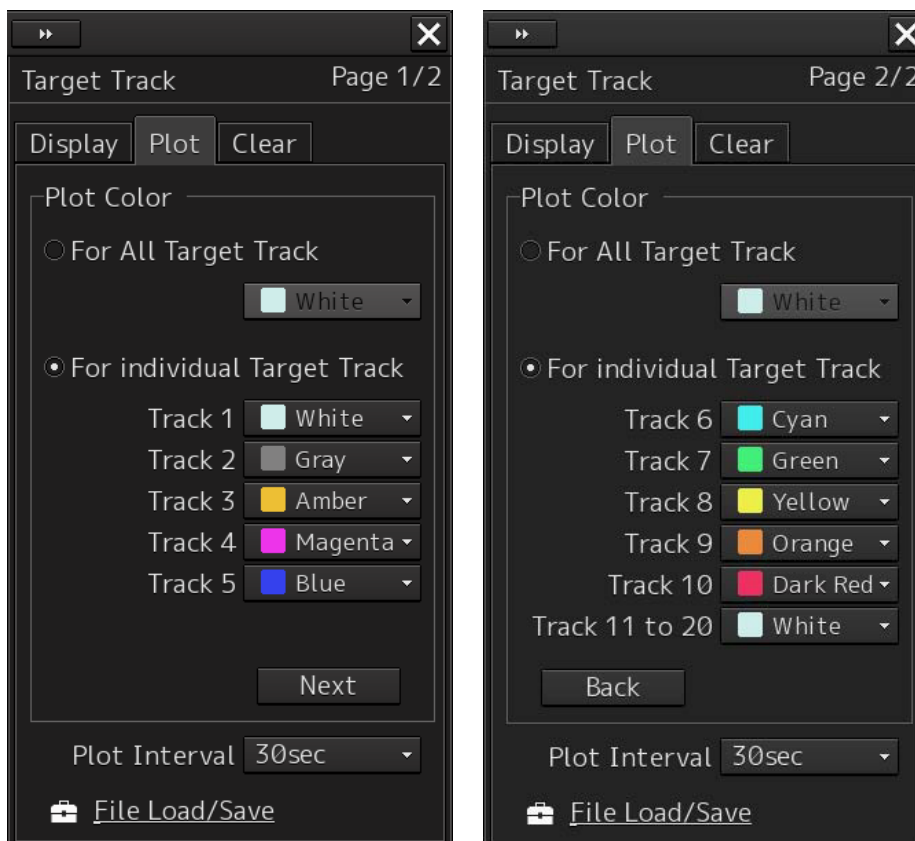 Target Track Page 1/2
Display Plot Clear
Plot Color
For All Target Track
White
For individual Target Track
Track 1 White
Track 2 Gray
Track 3 Amber
Track 4 Magenta
Track 5 Blue
Next
Plot Interval 30sec
File Load/Save
Target Track Page 2/2
Display Plot Clear
Plot Color
For All Target Track
White
For individual Target Track
Track 6 Cyan
Track 7 Green
Track 8 Yellow
Track 9 Orange
Track 10 Dark Red
Track 11 to 20 White
Back
Plot Interval 30sec
File Load/Save